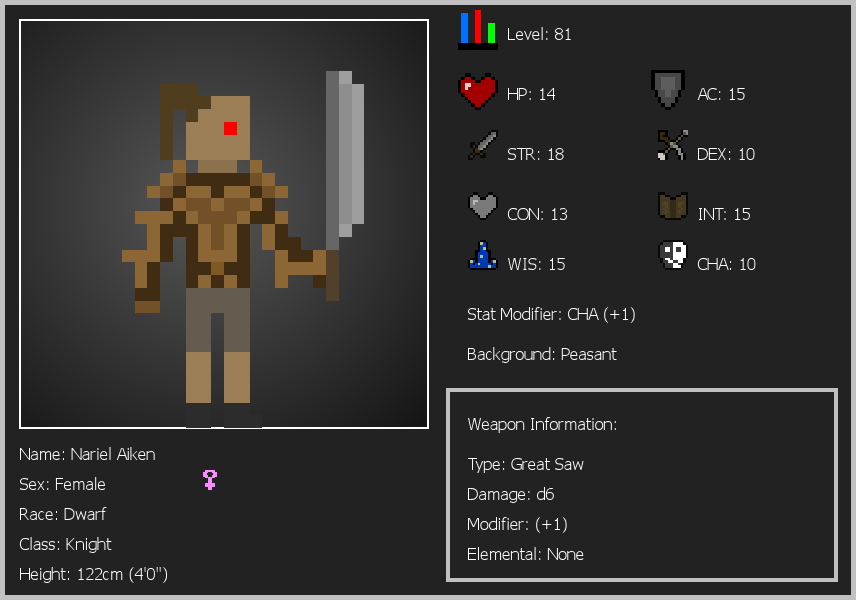 Level: 81
HP: 14
AC: 15
STR: 18
DEX: 10
CON: 13
INT: 15
WIS: 15
CHA: 10
Stat Modifier: CHA (+1)
Background: Peasant
Weapon Information:
Type: Great Saw
Damage: d6
Modifier: (+1)
Elemental: None
Name: Nariel Aiken
Sex: Female
Race: Dwarf
Class: Knight
Height: 122cm (4'0")